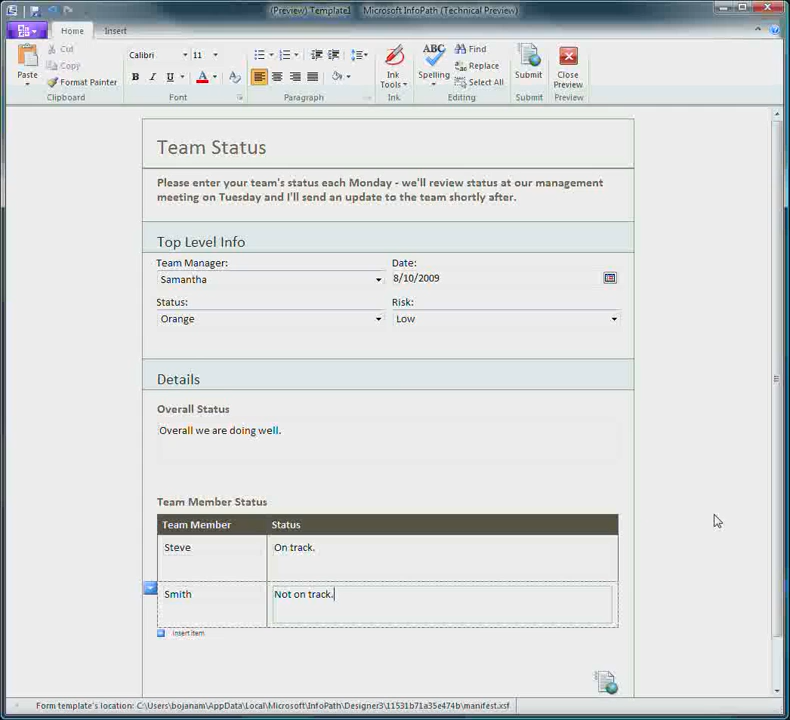 (Preview) Template1 - Microsoft InfoPath (Technical Preview)
Home Insert
Paste
Cut
Copy
Format Painter
Clipboard
Calibri 11
B I U A
Font
Paragraph
Ink Tools
Ink
ABC
Spelling
Find
Replace
Select All
Editing
Submit
Submit
Close Preview
Preview
Team Status
Please enter your team's status each Monday - we'll review status at our management
meeting on Tuesday and I'll send an update to the team shortly after.
Top Level Info
Team Manager: Date:
Samantha 8/10/2009
Status: Risk:
Orange Low
Details
Overall Status
Overall we are doing well.
Team Member Status
Team Member Status
Steve On track.
Smith Not on track.
Insert item
Form template's location: C:\Users\bojanam\AppData\Local\Microsoft\InfoPath\Designer3\11531b71a35e474b\manifest.xsf